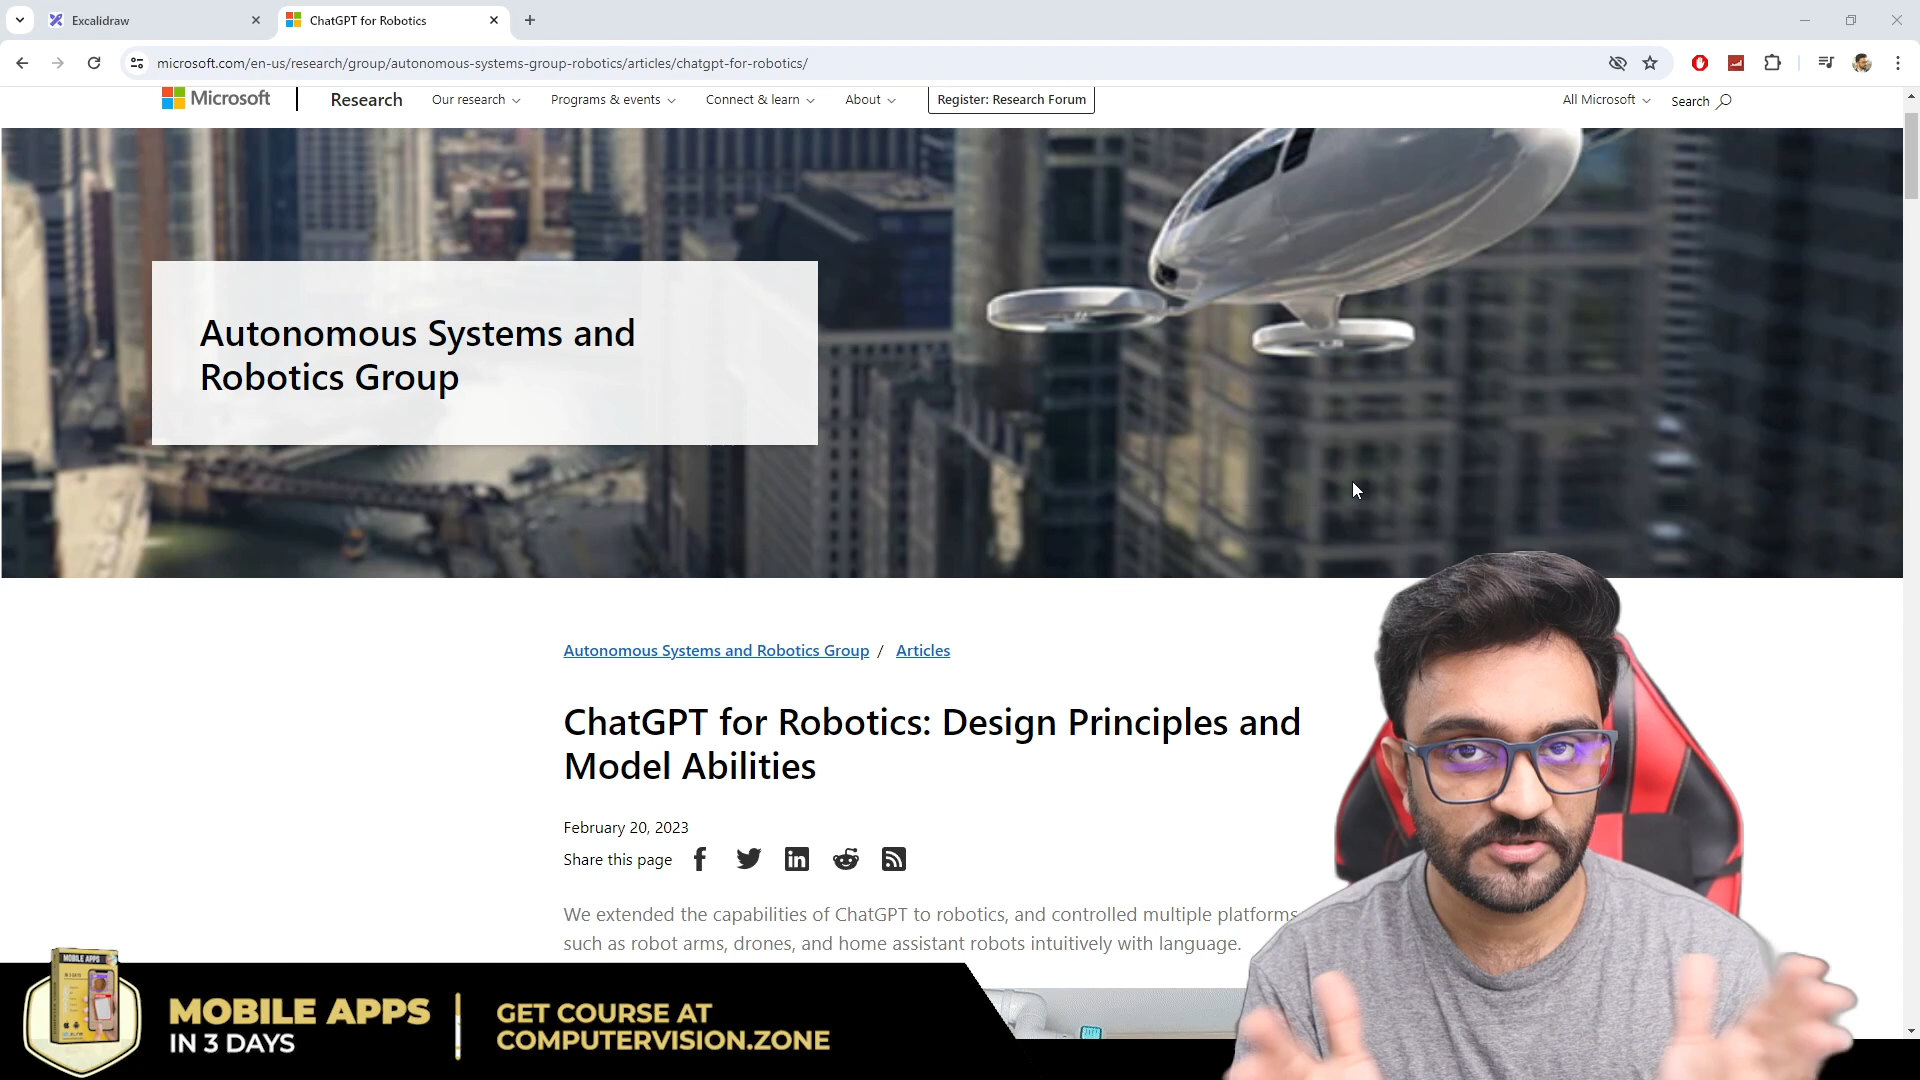 Excalidraw
ChatGPT for Robotics
microsoft.com/en-us/research/group/autonomous-systems-group-robotics/articles/chatgpt-for-robotics/
Microsoft
Research
Our research
Programs & events
Connect & learn
About
Register: Research Forum
All Microsoft
Search
Autonomous Systems and
Robotics Group
Autonomous Systems and Robotics Group / Articles
ChatGPT for Robotics: Design Principles and
Model Abilities
February 20, 2023
Share this page
We extended the capabilities of ChatGPT to robotics, and controlled multiple platforms
such as robot arms, drones, and home assistant robots intuitively with language.
MOBILE APPS
MOBILE APPS
IN 3 DAYS
GET COURSE AT
COMPUTERVISION.ZONE